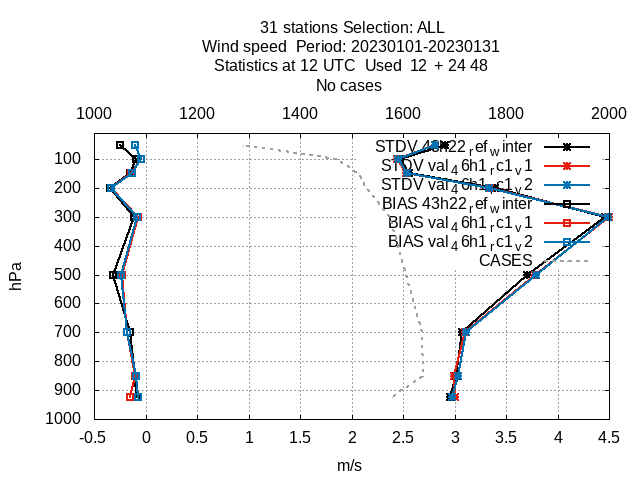 31 stations Selection: ALL
Wind speed  Period: 20230101-20230131
Statistics at 12 UTC  Used  12  + 24 48
No cases
1000 1200 1400 1600 1800 2000
STDV 43h22_ref_winter
STDV val_46h1_rc1_v1
STDV val_46h1_rc1_v2
BIAS 43h22_ref_winter
BIAS val_46h1_rc1_v1
BIAS val_46h1_rc1_v2
CASES
100
200
300
400
500
600
700
800
900
1000
hPa
-0.5 0 0.5 1 1.5 2 2.5 3 3.5 4 4.5
m/s